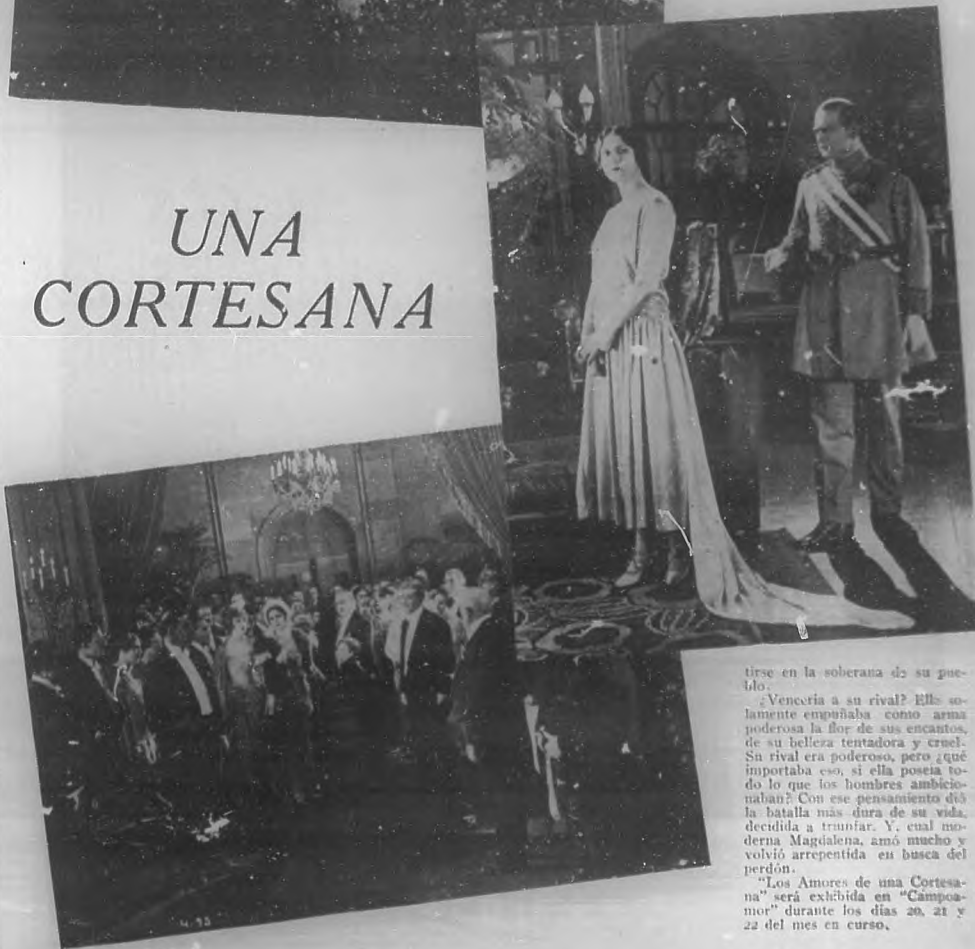 UNA
CORTESANA
tirse en la soberana de su pue-
blo.
¿Vencería a su rival? Ella so-
lamente empuñaba como arma
poderosa la flor de sus encantos,
de su belleza tentadora y cruel.
Su rival era poderoso, pero ¿qué
importaba eso, si ella poseía to-
do lo que los hombres ambicio-
naban? Con ese pensamiento dió
la batalla más dura de su vida,
decidida a triunfar. Y, cual mo-
derna Magdalena, amó mucho y
volvió arrepentida en busca del
perdón.
"Los Amores de una Cortesa-
na" será exhibida en "Campoa-
mor" durante los días 20, 21 y
22 del mes en curso.
4-93